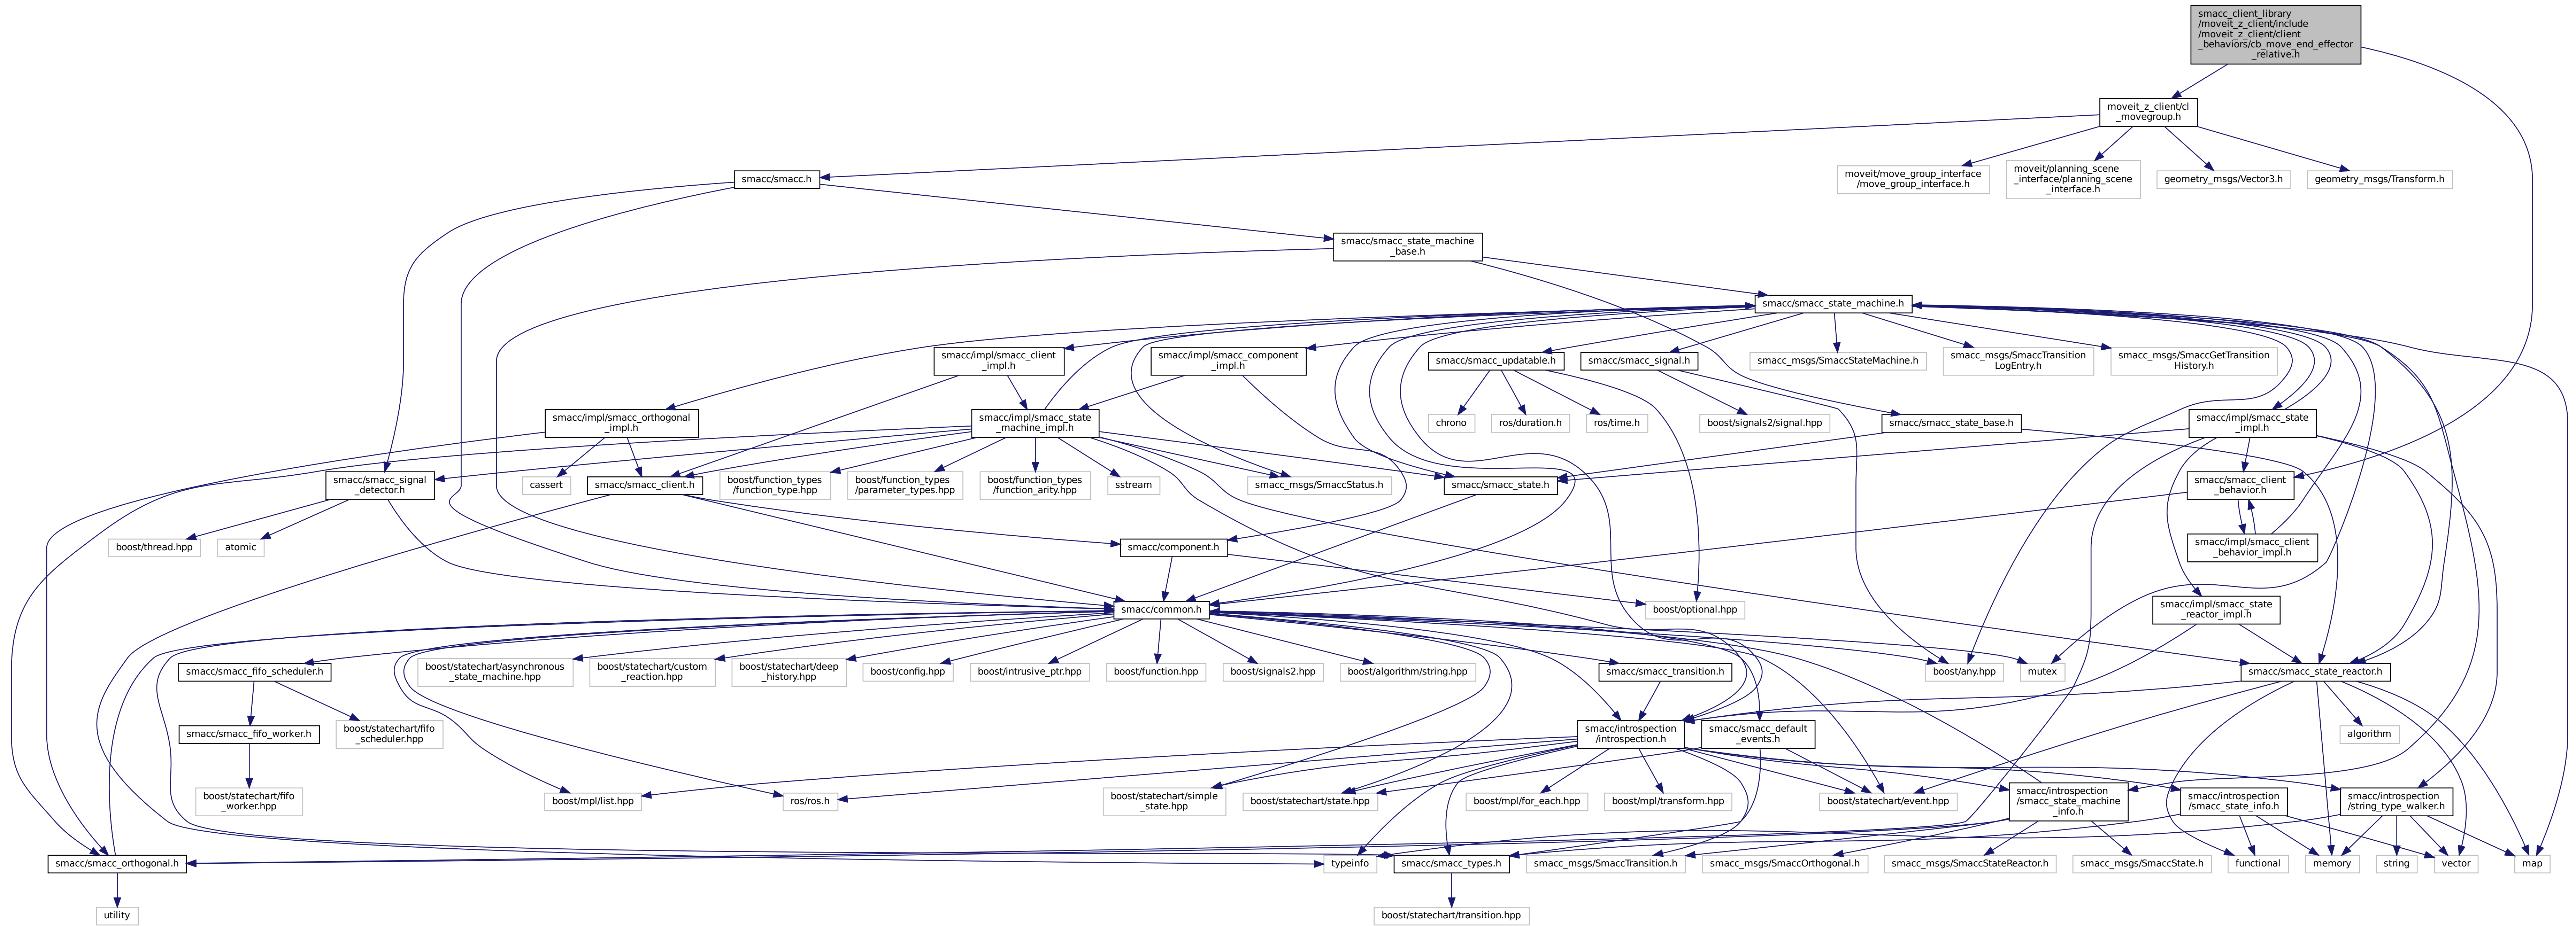 smacc_client_library
/moveit_z_client/include
/moveit_z_client/client
_behaviors/cb_move_end_effector
_relative.h
moveit_z_client/cl
_movegroup.h
smacc/smacc.h
moveit/move_group_interface
/move_group_interface.h
moveit/planning_scene
_interface/planning_scene
_interface.h
geometry_msgs/Vector3.h
geometry_msgs/Transform.h
smacc/smacc_state_machine
_base.h
smacc/smacc_state_machine.h
smacc/impl/smacc_client
_impl.h
smacc/impl/smacc_component
_impl.h
smacc/smacc_updatable.h
smacc/smacc_signal.h
smacc_msgs/SmaccStateMachine.h
smacc_msgs/SmaccTransition
LogEntry.h
smacc_msgs/SmaccGetTransition
History.h
smacc/impl/smacc_orthogonal
_impl.h
smacc/impl/smacc_state
_machine_impl.h
chrono
ros/duration.h
ros/time.h
boost/signals2/signal.hpp
smacc/smacc_state_base.h
smacc/impl/smacc_state
_impl.h
smacc/smacc_signal
_detector.h
cassert
smacc/smacc_client.h
boost/function_types
/function_type.hpp
boost/function_types
/parameter_types.hpp
boost/function_types
/function_arity.hpp
sstream
smacc_msgs/SmaccStatus.h
smacc/smacc_state.h
smacc/smacc_client
_behavior.h
boost/thread.hpp
atomic
smacc/component.h
smacc/impl/smacc_client
_behavior_impl.h
smacc/common.h
boost/optional.hpp
smacc/impl/smacc_state
_reactor_impl.h
smacc/smacc_fifo_scheduler.h
boost/statechart/asynchronous
_state_machine.hpp
boost/statechart/custom
_reaction.hpp
boost/statechart/deep
_history.hpp
boost/config.hpp
boost/intrusive_ptr.hpp
boost/function.hpp
boost/signals2.hpp
boost/algorithm/string.hpp
smacc/smacc_transition.h
boost/any.hpp
mutex
smacc/smacc_state_reactor.h
smacc/smacc_fifo_worker.h
boost/statechart/fifo
_scheduler.hpp
smacc/introspection
/introspection.h
smacc/smacc_default
_events.h
algorithm
boost/statechart/fifo
_worker.hpp
boost/mpl/list.hpp
ros/ros.h
boost/statechart/simple
_state.hpp
boost/statechart/state.hpp
boost/mpl/for_each.hpp
boost/mpl/transform.hpp
boost/statechart/event.hpp
smacc/introspection
/smacc_state_machine
_info.h
smacc/introspection
/smacc_state_info.h
smacc/introspection
/string_type_walker.h
smacc/smacc_orthogonal.h
typeinfo
smacc/smacc_types.h
smacc_msgs/SmaccTransition.h
smacc_msgs/SmaccOrthogonal.h
smacc_msgs/SmaccStateReactor.h
smacc_msgs/SmaccState.h
functional
memory
string
vector
map
utility
boost/statechart/transition.hpp